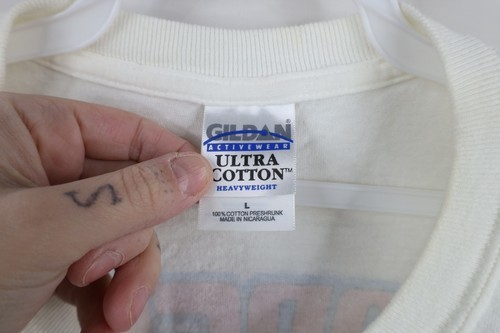 GILDAN
ACTIVEWEAR
ULTRA
COTTON™
HEAVYWEIGHT
L
100% COTTON PRESHRUNK
MADE IN NICARAGUA
S